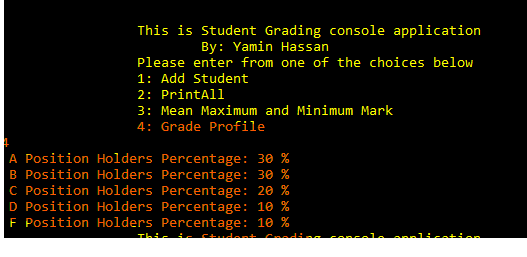 This is Student Grading console application
By: Yamin Hassan
Please enter from one of the choices below
1: Add Student
2: PrintAll
3: Mean Maximum and Minimum Mark
4: Grade Profile
4
A Position Holders Percentage: 30 %
B Position Holders Percentage: 30 %
C Position Holders Percentage: 20 %
D Position Holders Percentage: 10 %
F Position Holders Percentage: 10 %
This is Student Grading console application